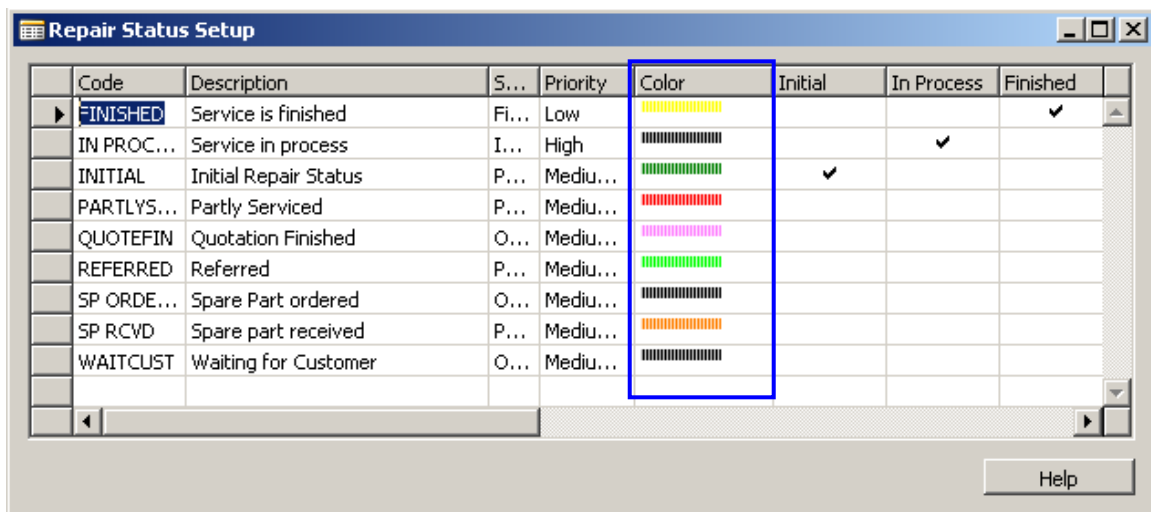 Repair Status Setup
Code Description S... Priority Color Initial In Process Finished
FINISHED Service is finished Fi... Low
IN PROC... Service in process I... High
INITIAL Initial Repair Status P... Mediu...
PARTLYS... Partly Serviced P... Mediu...
QUOTEFIN Quotation Finished O... Mediu...
REFERRED Referred P... Mediu...
SP ORDE... Spare Part ordered O... Mediu...
SP RCVD Spare part received P... Mediu...
WAITCUST Waiting for Customer O... Mediu...
Help